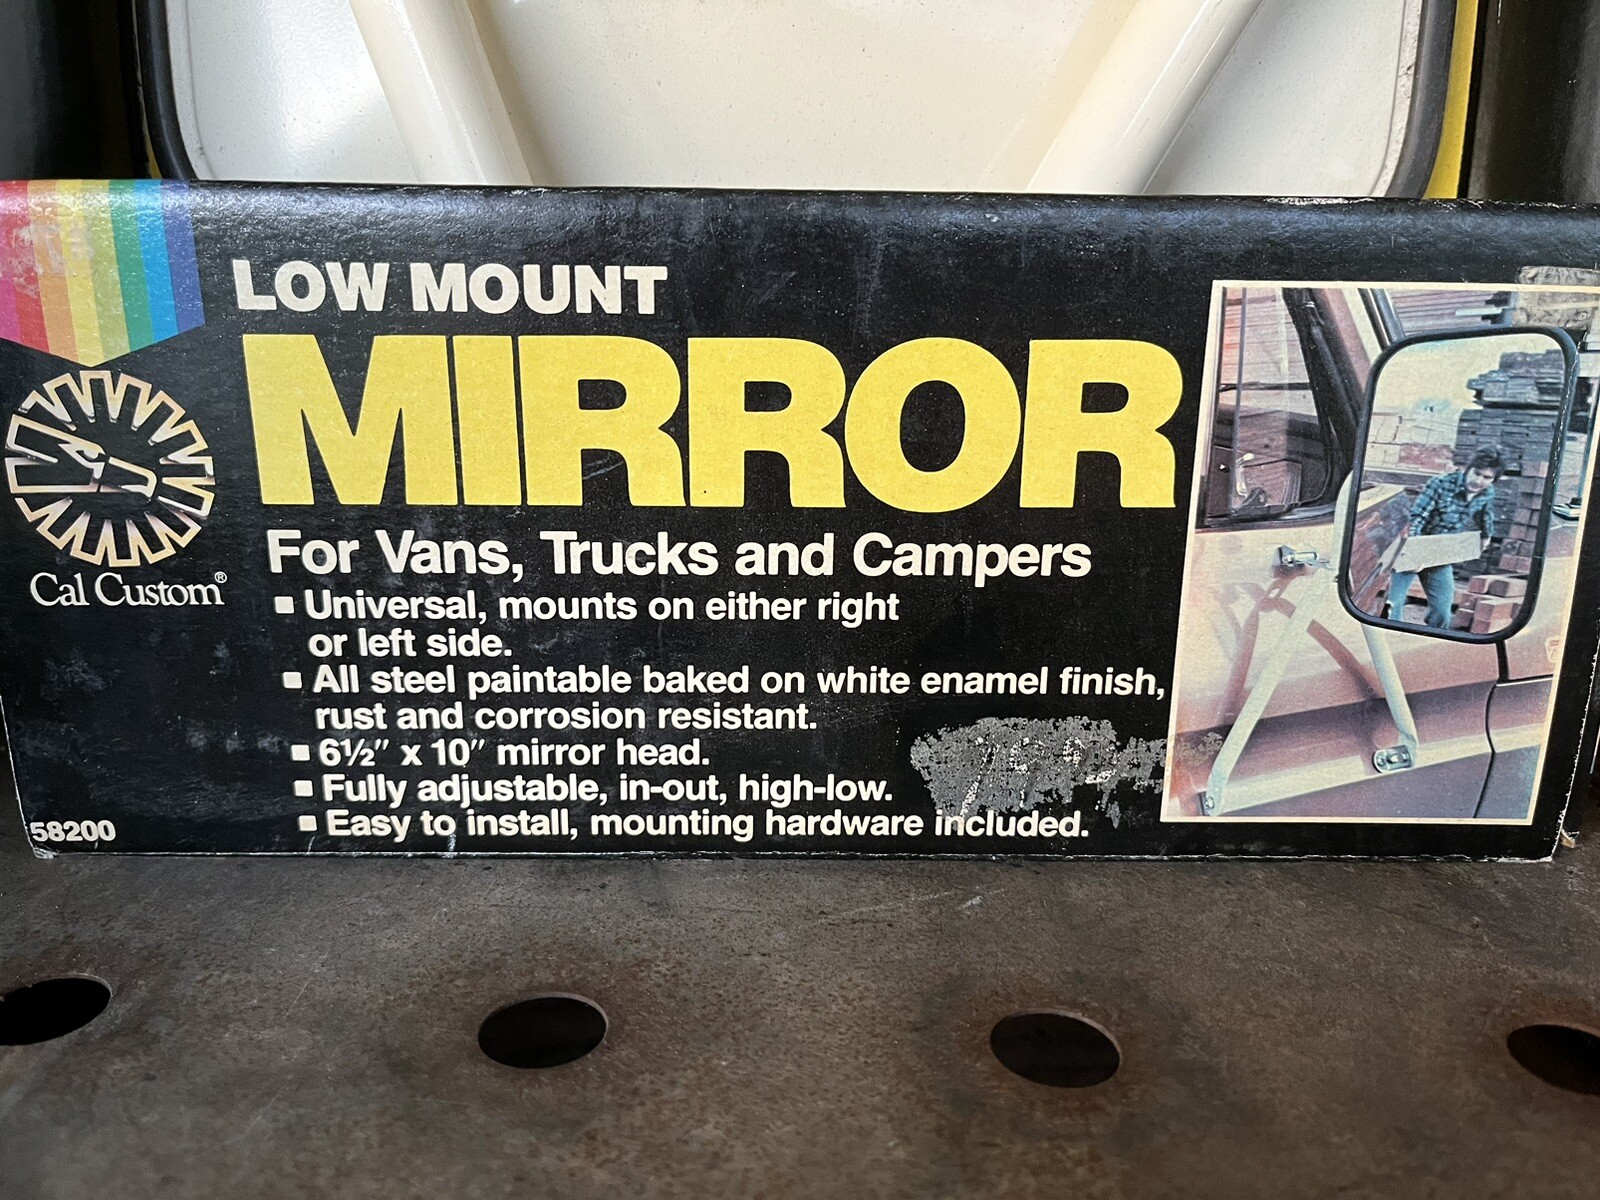 LOW MOUNT
MIRROR
Cal Custom®
For Vans, Trucks and Campers
▪ Universal, mounts on either right
or left side.
▪ All steel paintable baked on white enamel finish,
rust and corrosion resistant.
▪ 6½″ x 10″ mirror head.
▪ Fully adjustable, in-out, high-low.
▪ Easy to install, mounting hardware included.
58200